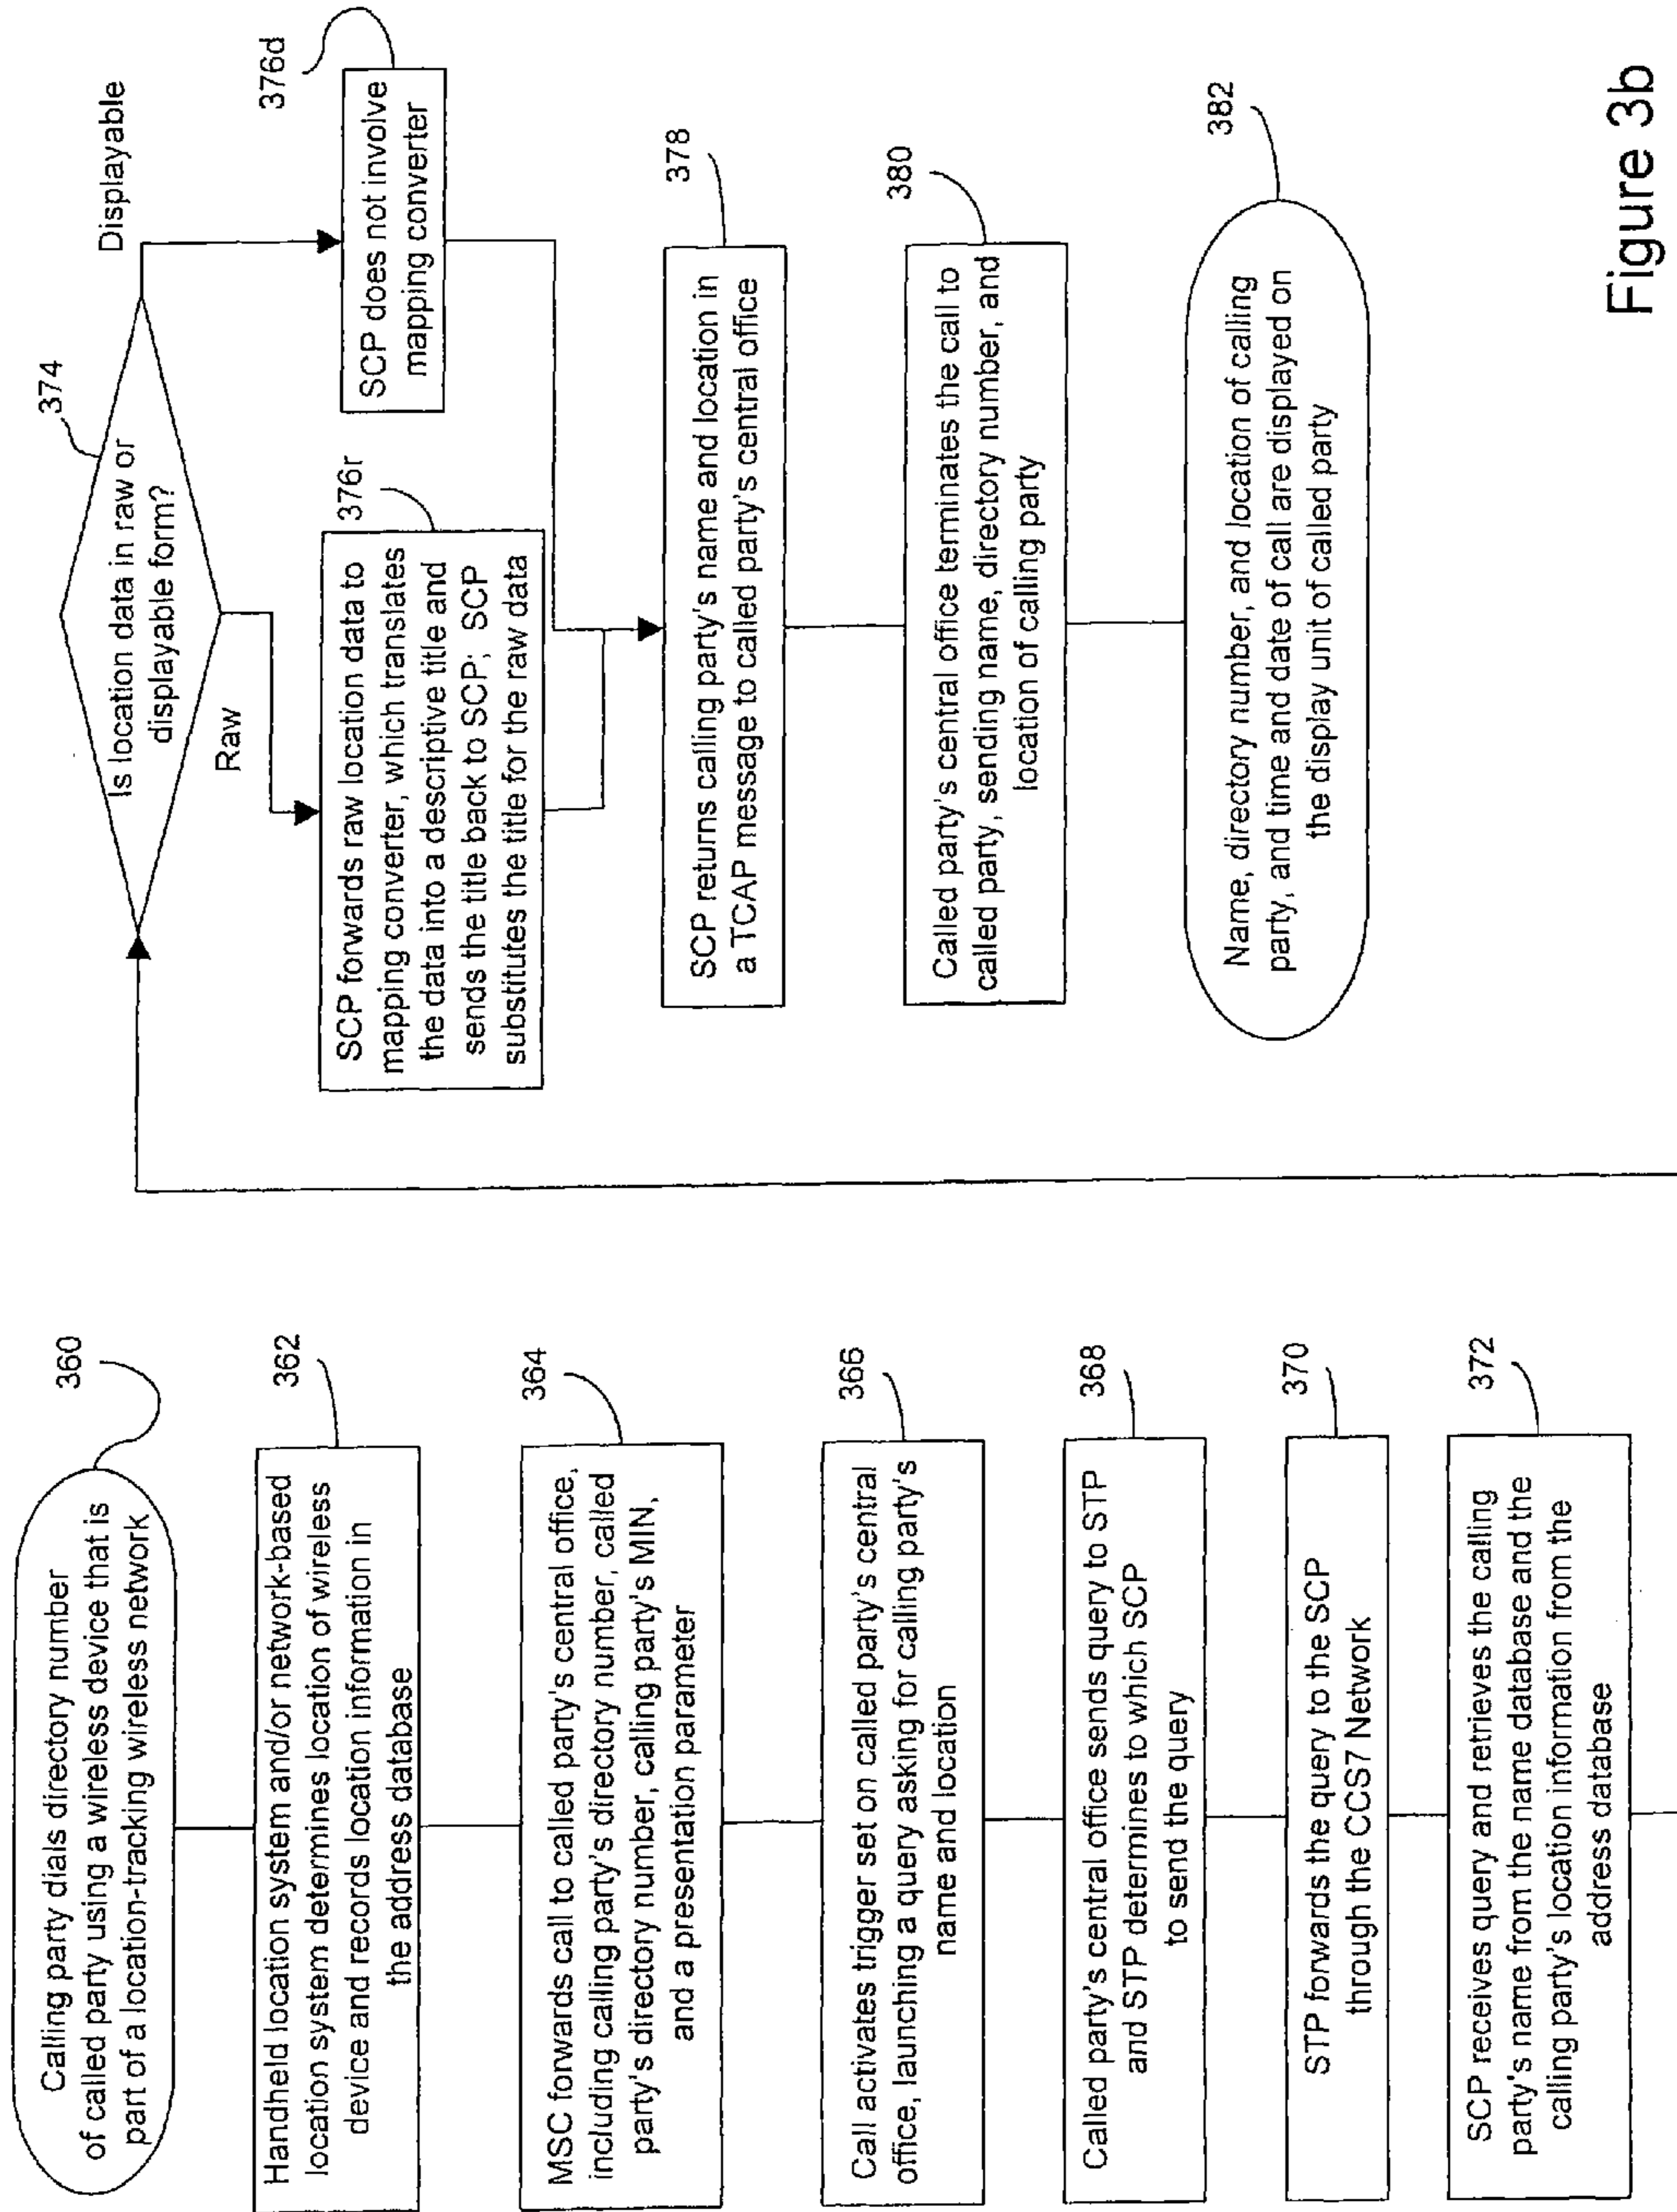 Calling party dials directory number
of called party using a wireless device that is
part of a location-tracking wireless network
360
Handheld location system and/or network-based
location system determines location of wireless
device and records location information in
the address database
362
MSC forwards call to called party's central office,
including calling party's directory number, called
party's directory number, calling party's MIN,
and a presentation parameter
364
Call activates trigger set on called party's central
office, launching a query asking for calling party's
name and location
366
Called party's central office sends query to STP
and STP determines to which SCP
to send the query
368
STP forwards the query to the SCP
through the CCS7 Network
370
SCP receives query and retrieves the calling
party's name from the name database and the
calling party's location information from the
address database
372
Is location data in raw or
displayable form?
374
Raw
Displayable
SCP forwards raw location data to
mapping converter, which translates
the data into a descriptive title and
sends the title back to SCP; SCP
substitutes the title for the raw data
376r
SCP does not involve
mapping converter
376d
SCP returns calling party's name and location in
a TCAP message to called party's central office
378
Called party's central office terminates the call to
called party, sending name, directory number, and
location of calling party
380
Name, directory number, and location of calling
party, and time and date of call are displayed on
the display unit of called party
382
Figure 3b